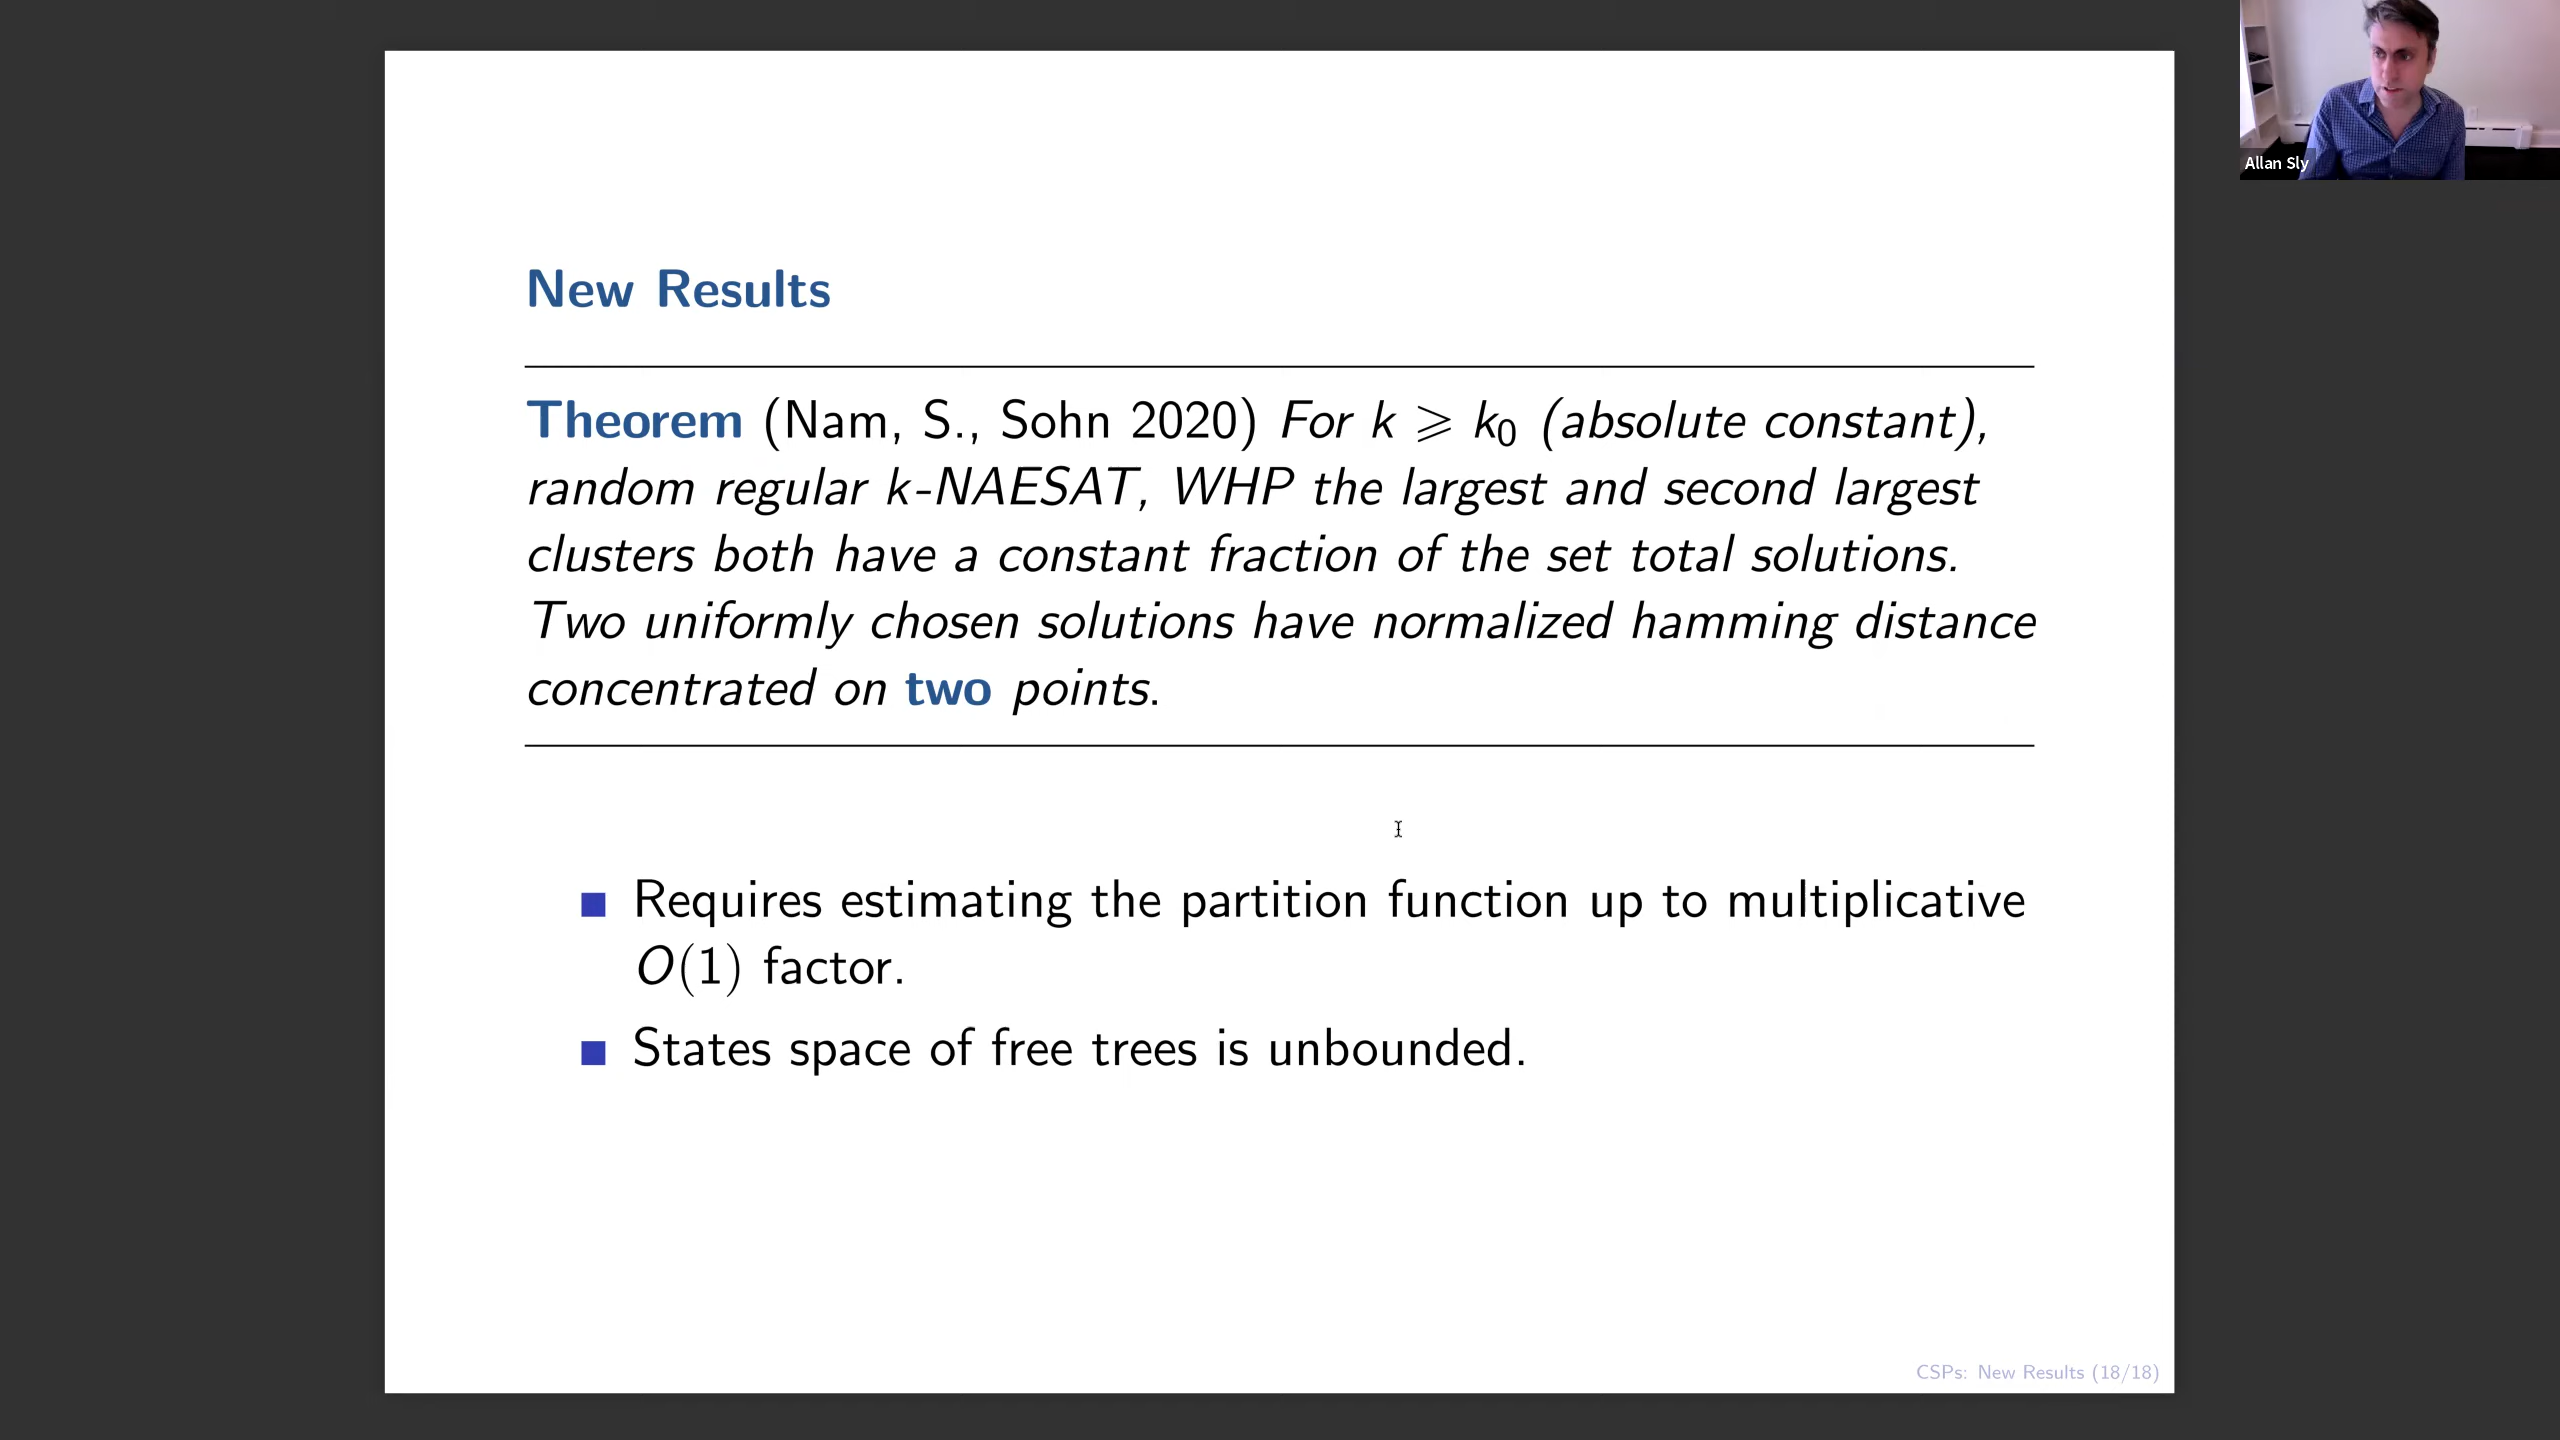 Allan Sly
New Results
Theorem (Nam, S., Sohn 2020) For k ⩾ k₀ (absolute constant),
random regular k-NAESAT, WHP the largest and second largest
clusters both have a constant fraction of the set total solutions.
Two uniformly chosen solutions have normalized hamming distance
concentrated on two points.
■ Requires estimating the partition function up to multiplicative
O(1) factor.
■ States space of free trees is unbounded.
CSPs: New Results (18/18)